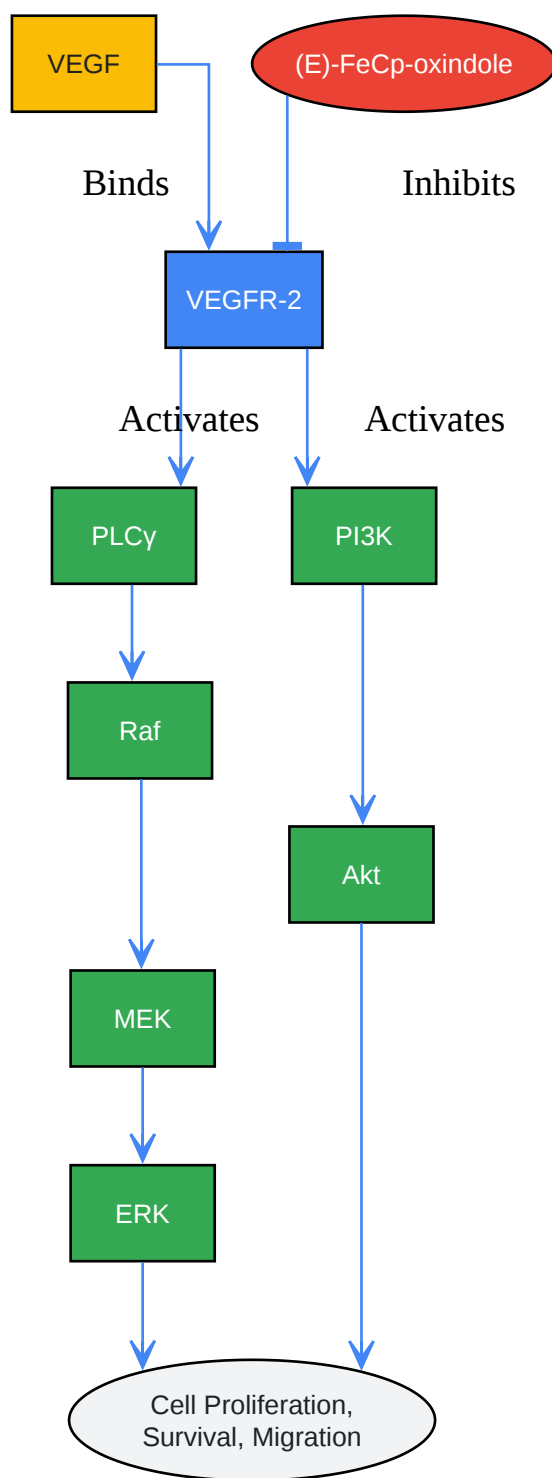 VEGF
(E)-FeCp-oxindole
Binds
Inhibits
VEGFR-2
Activates
Activates
PLCγ
PI3K
Raf
Akt
MEK
ERK
Cell Proliferation,
Survival, Migration